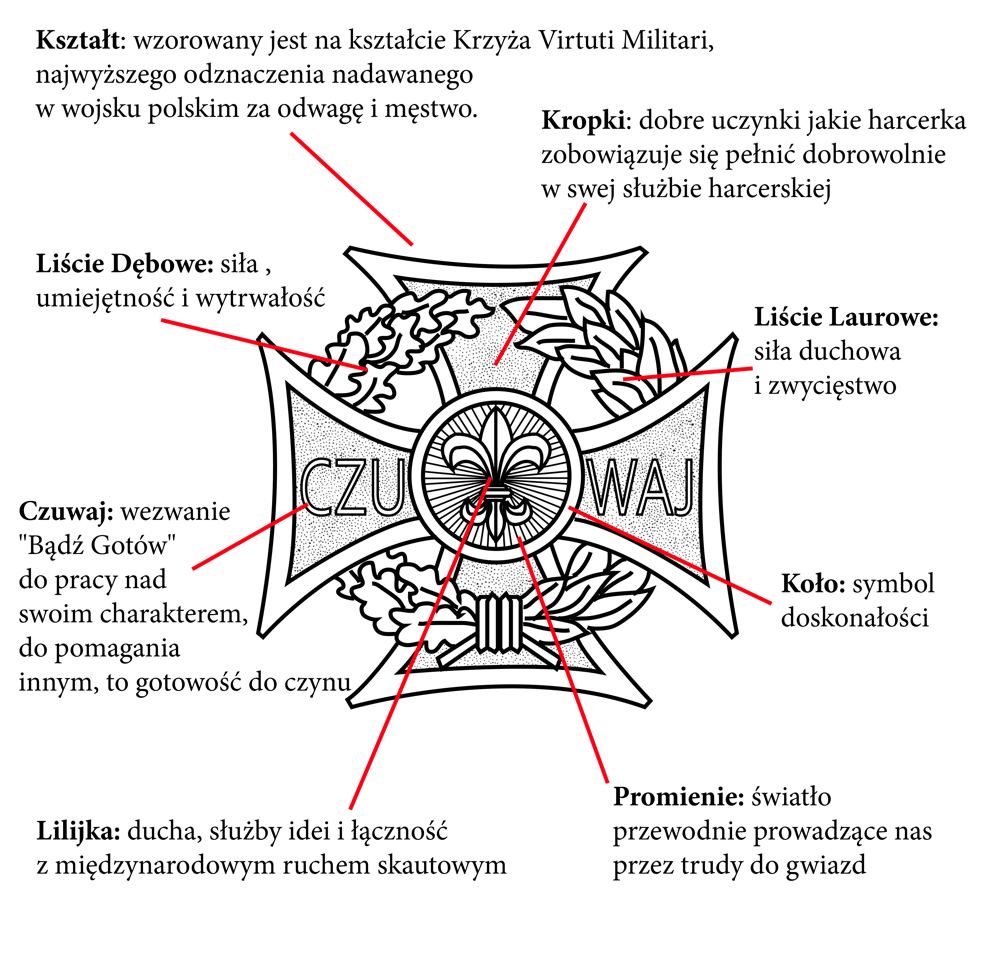 Kształt: wzorowany jest na kształcie Krzyża Virtuti Militari,
najwyższego odznaczenia nadawanego
w wojsku polskim za odwagę i męstwo.
Kropki: dobre uczynki jakie harcerka
zobowiązuje się pełnić dobrowolnie
w swej służbie harcerskiej
Liście Dębowe: siła ,
umiejętność i wytrwałość
Liście Laurowe:
siła duchowa
i zwycięstwo
CZU WAJ
Czuwaj: wezwanie
"Bądź Gotów"
do pracy nad
swoim charakterem,
do pomagania
innym, to gotowość do czynu
Koło: symbol
doskonałości
Lilijka: ducha, służby idei i łączność
z międzynarodowym ruchem skautowym
Promienie: światło
przewodnie prowadzące nas
przez trudy do gwiazd